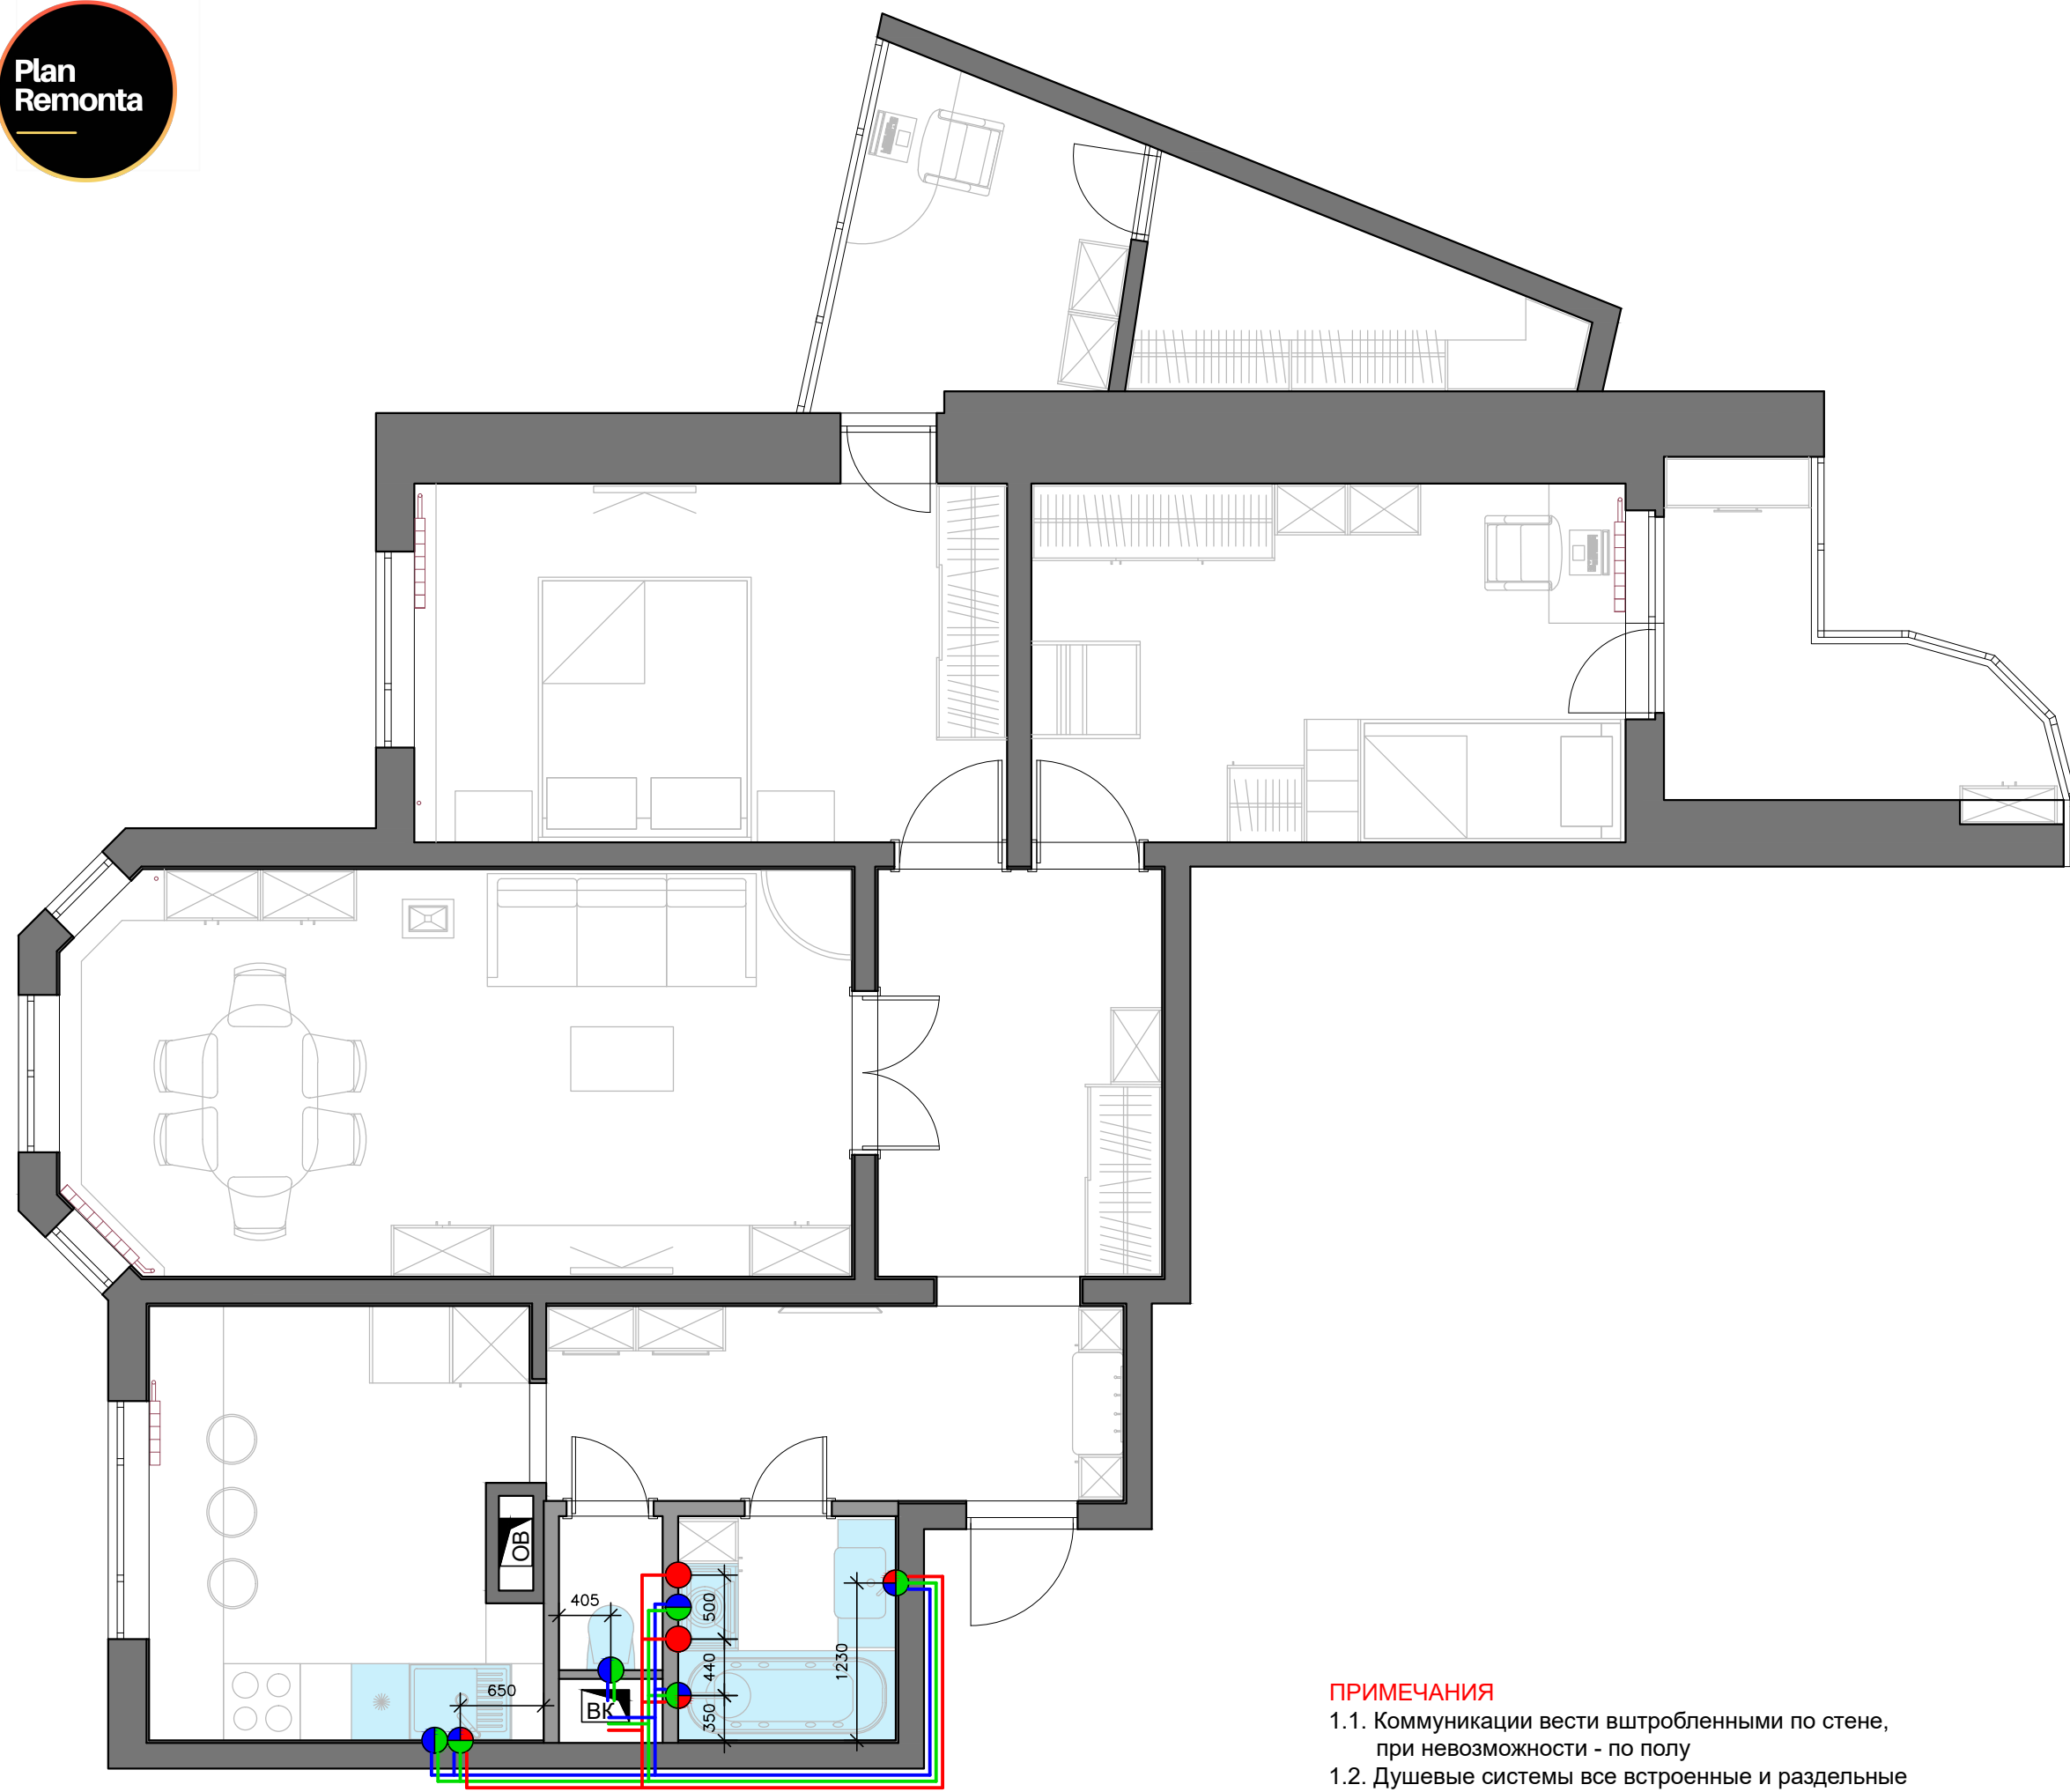 Plan
Remonta
ОВ
405
500
440
350
1230
650
ВК
ПРИМЕЧАНИЯ
1.1. Коммуникации вести вштробленными по стене,
при невозможности - по полу
1.2. Душевые системы все встроенные и раздельные